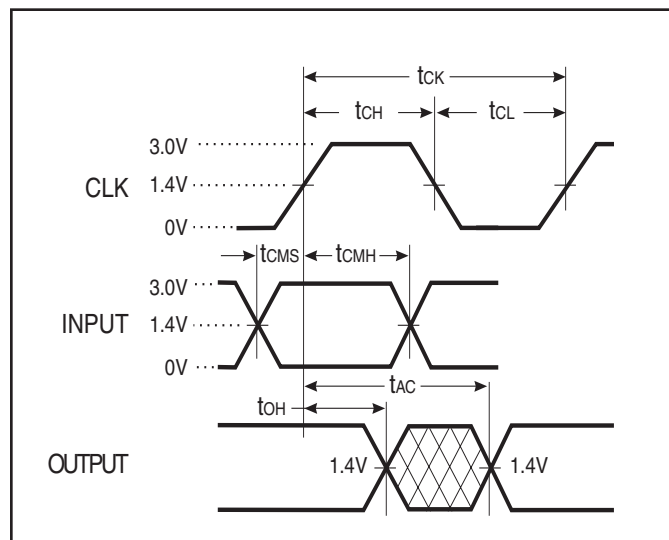 tCK
tCH tCL
3.0V
CLK 1.4V
0V
tCMS tCMH
3.0V
INPUT 1.4V
0V
tAC
tOH
OUTPUT 1.4V 1.4V